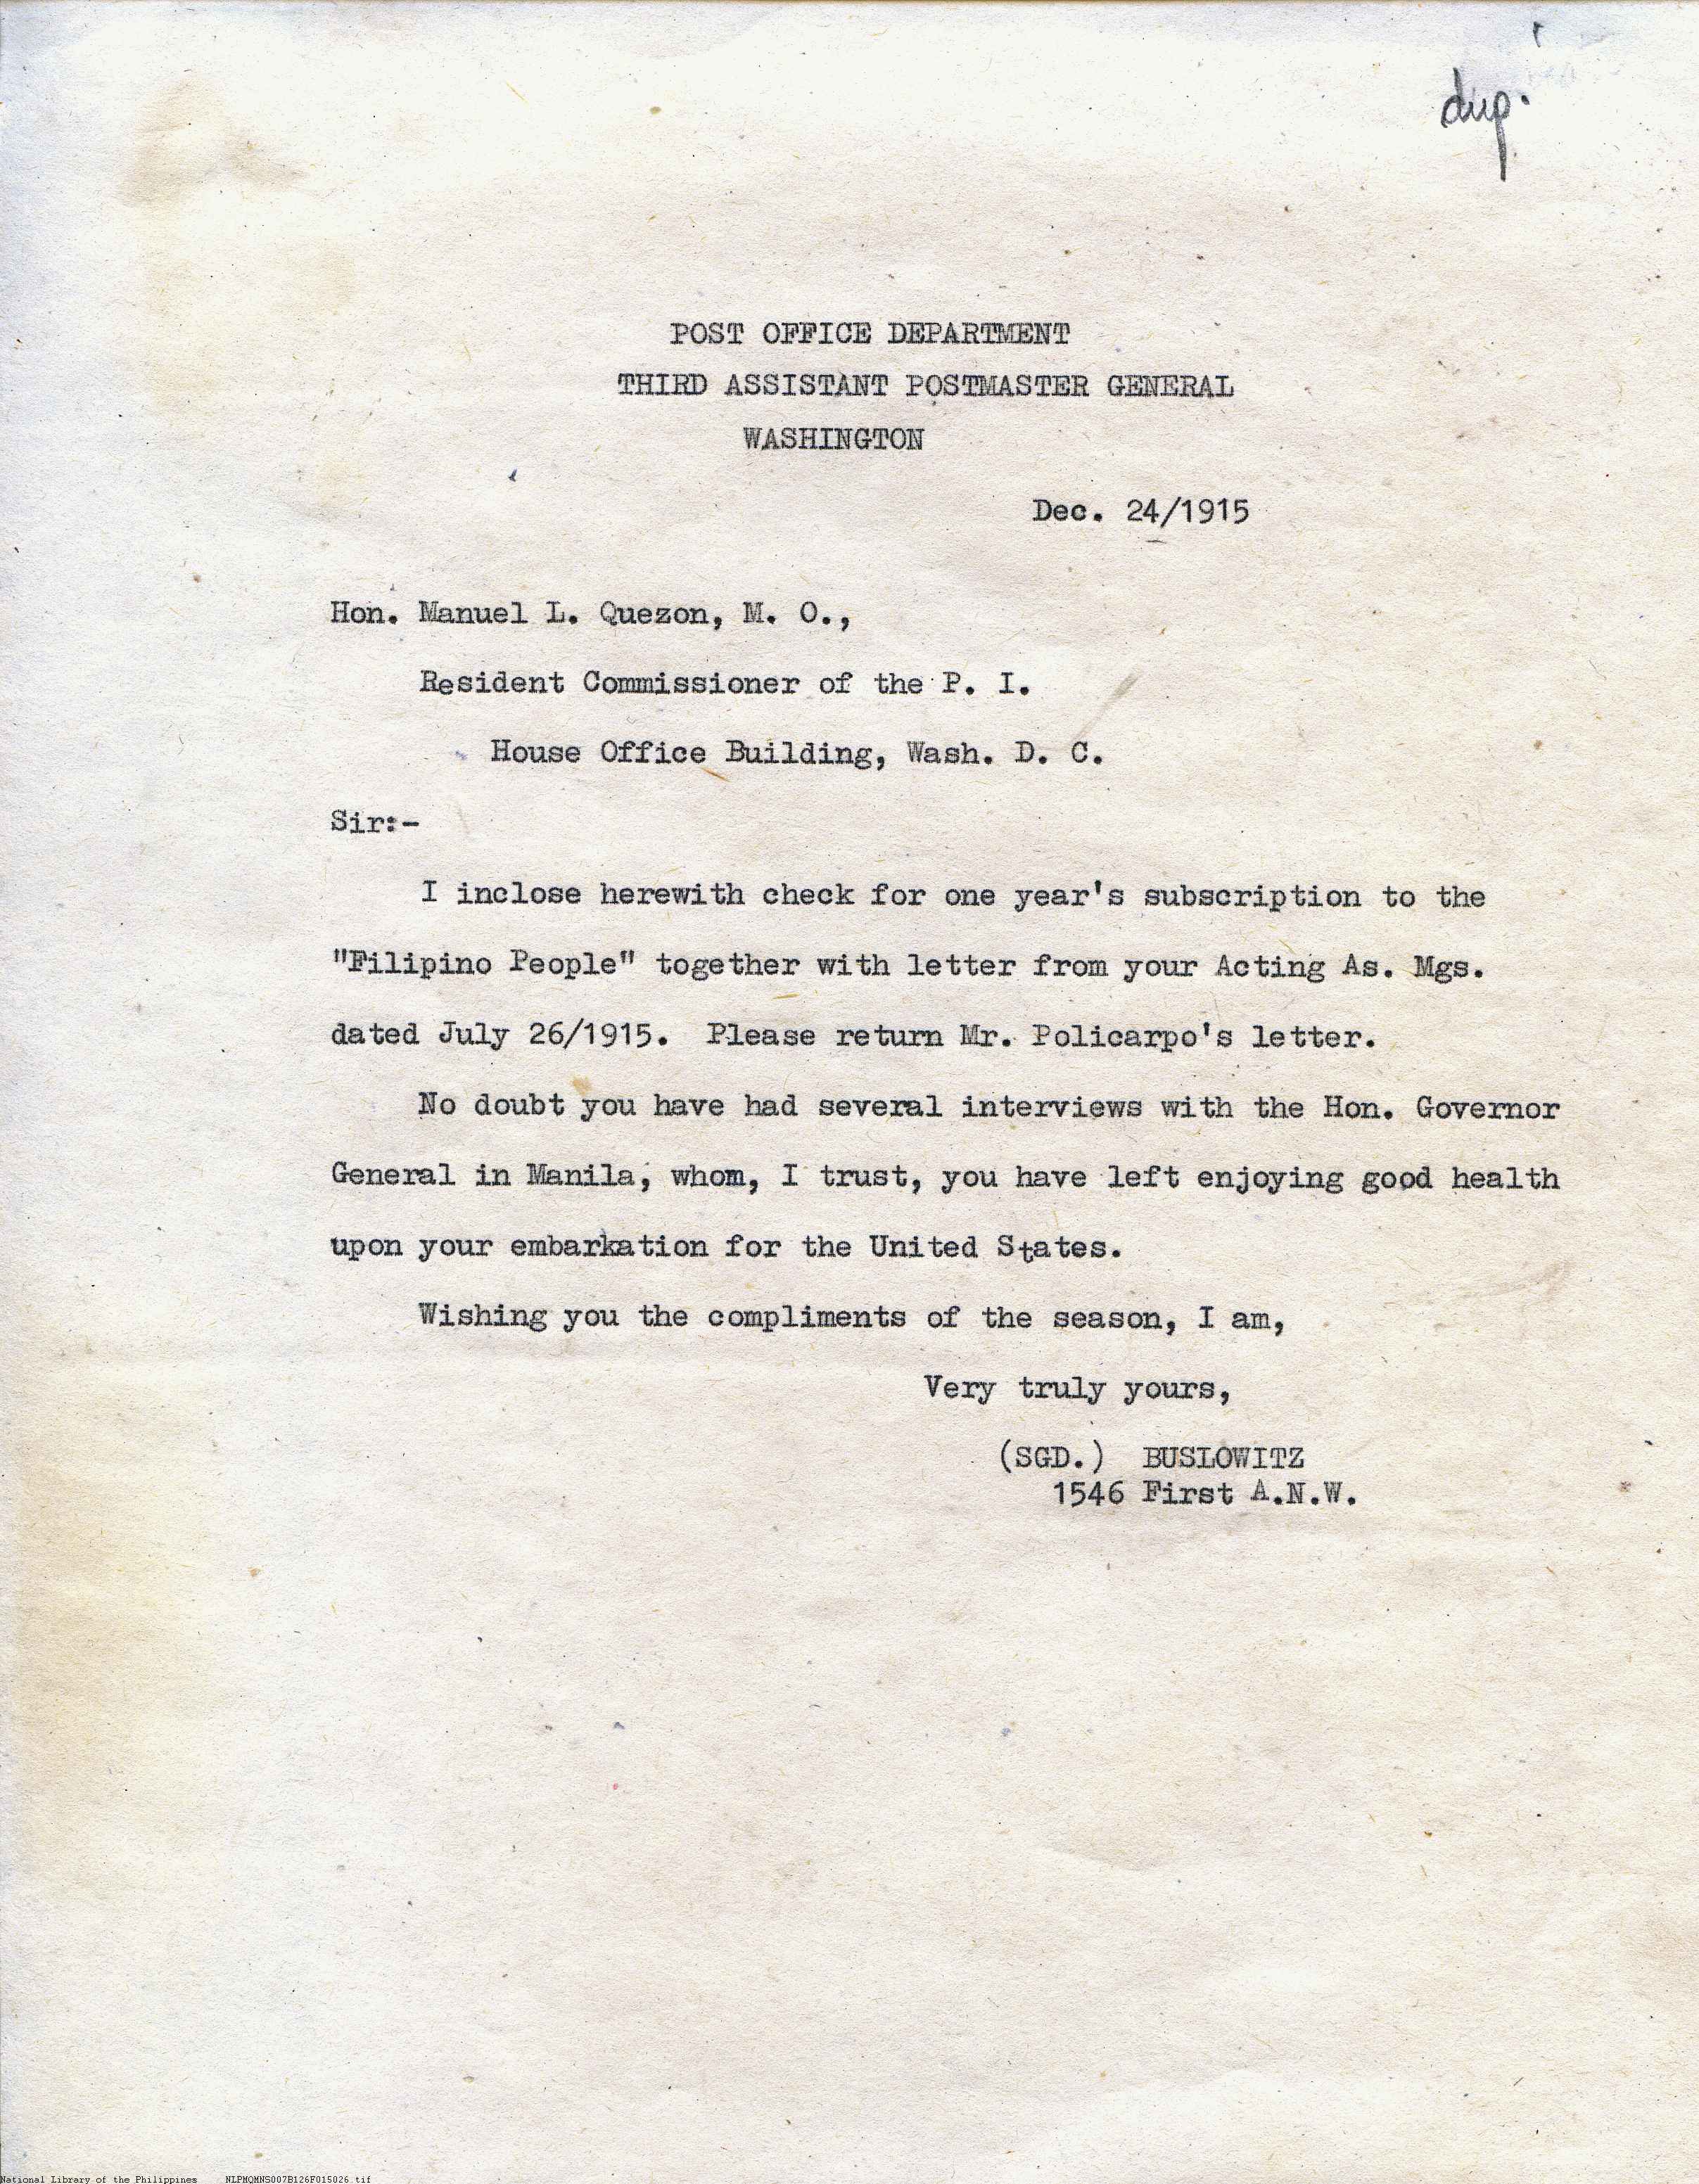 dup.
POST OFFICE DEPARTMENT
THIRD ASSISTANT POSTMASTER GENERAL
WASHINGTON
Dec. 24/1915
Hon. Manuel L. Quezon, M. O.,
Resident Commissioner of the P. I.
House Office Building, Wash. D. C.
Sir:-
I inclose herewith check for one year's subscription to the
"Filipino People" together with letter from your Acting As. Mgs.
dated July 26/1915. Please return Mr. Policarpo's letter.
No doubt you have had several interviews with the Hon. Governor
General in Manila, whom, I trust, you have left enjoying good health
upon your embarkation for the United States.
Wishing you the compliments of the season, I am,
Very truly yours,
(SGD.) BUSLOWITZ
1546 First A.N.W.
National Library of the Philippines NLPMQMNS007B126F015026.tif